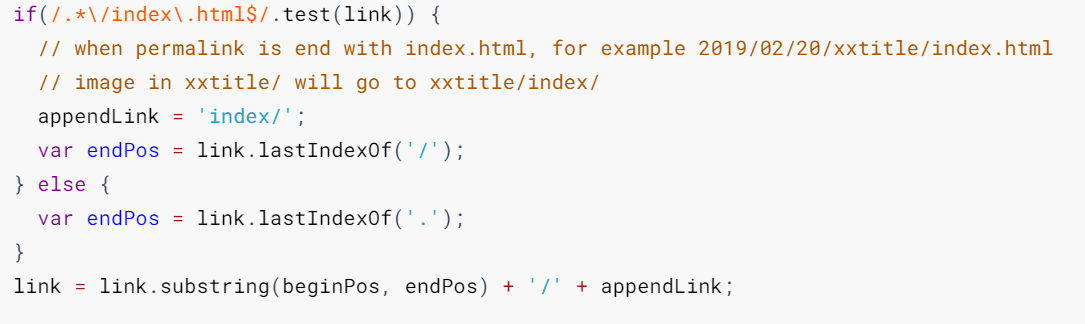 if(/.*\/index\.html$/.test(link)) {
  // when permalink is end with index.html, for example 2019/02/20/xxtitle/index.html
  // image in xxtitle/ will go to xxtitle/index/
  appendLink = 'index/';
  var endPos = link.lastIndexOf('/');
} else {
  var endPos = link.lastIndexOf('.');
}
link = link.substring(beginPos, endPos) + '/' + appendLink;